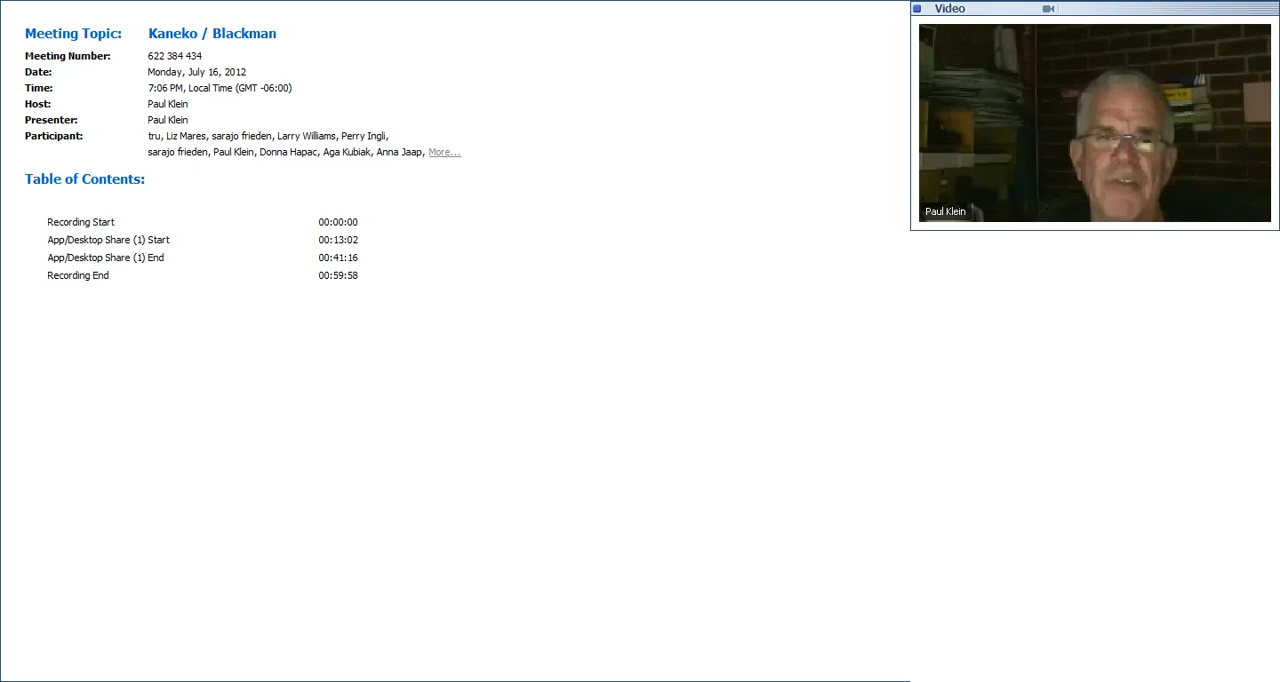 Meeting Topic: Kaneko / Blackman
Meeting Number: 622 384 434
Date: Monday, July 16, 2012
Time: 7:06 PM, Local Time (GMT -06:00)
Host: Paul Klein
Presenter: Paul Klein
Participant: tru, Liz Mares, sarajo frieden, Larry Williams, Perry Ingli,
sarajo frieden, Paul Klein, Donna Hapac, Aga Kubiak, Anna Jaap, More...
Table of Contents:
Recording Start 00:00:00
App/Desktop Share (1) Start 00:13:02
App/Desktop Share (1) End 00:41:16
Recording End 00:59:58
Video
Paul Klein